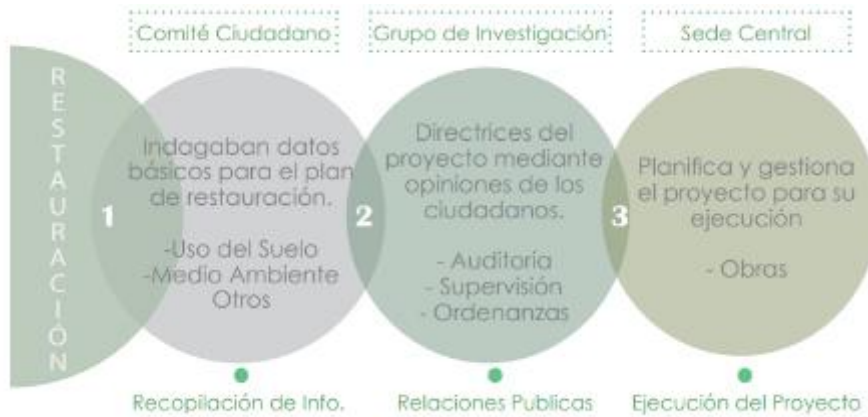 RESTAURACIÓN
Comité Ciudadano
1
Indagaban datos
básicos para el plan
de restauración.
-Uso del Suelo
-Medio Ambiente
Otros
Recopilación de Info.
Grupo de Investigación
2
Directrices del
proyecto mediante
opiniones de los
ciudadanos.
- Auditoría
- Supervisión
- Ordenanzas
Relaciones Publicas
Sede Central
3
Planifica y gestiona
el proyecto para su
ejecución
- Obras
Ejecución del Proyecto